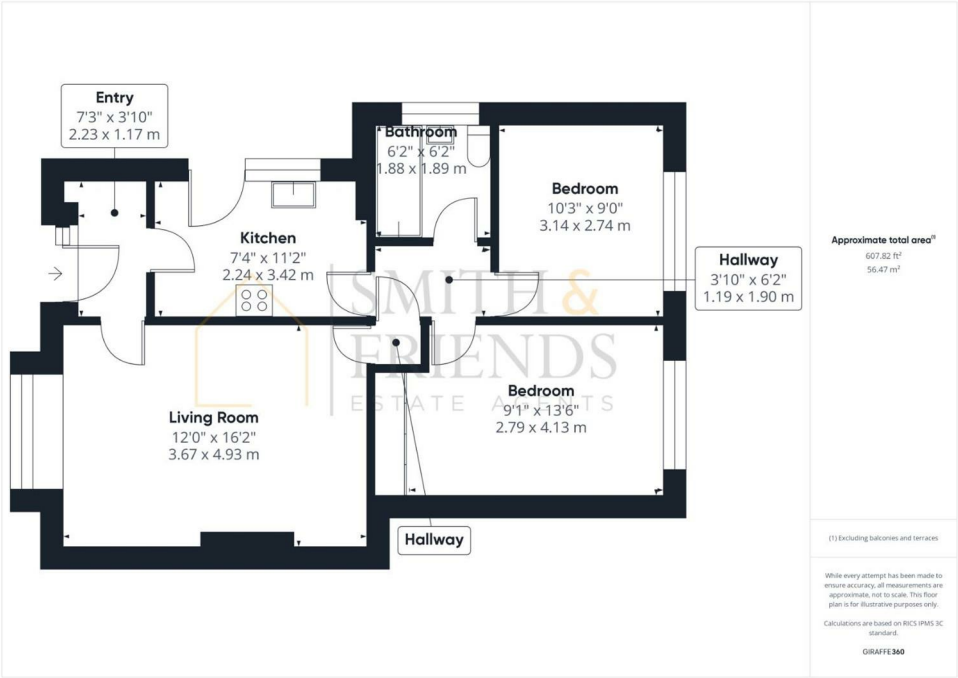 Entry
7'3" x 3'10"
2.23 x 1.17 m
Bathroom
6'2" x 6'2"
1.88 x 1.89 m
Bedroom
10'3" x 9'0"
3.14 x 2.74 m
Kitchen
7'4" x 11'2"
2.24 x 3.42 m
Hallway
3'10" x 6'2"
1.19 x 1.90 m
SMITH &
FRIENDS
ESTATE AGENTS
Living Room
12'0" x 16'2"
3.67 x 4.93 m
Bedroom
9'1" x 13'6"
2.79 x 4.13 m
Hallway
Approximate total area(1)
607.82 ft²
56.47 m²
(1) Excluding balconies and terraces
While every attempt has been made to
ensure accuracy, all measurements are
approximate, not to scale. This floor
plan is for illustrative purposes only.
Calculations are based on RICS IPMS 3C
standard.
GIRAFFE360